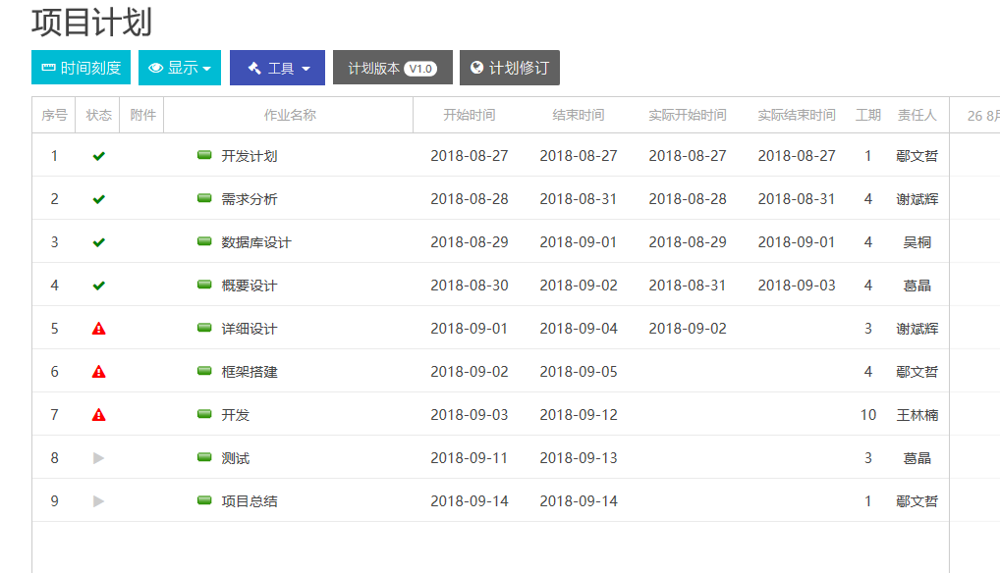 项目计划
时间刻度 显示 工具 计划版本 V1.0 计划修订
序号 状态 附件 作业名称 开始时间 结束时间 实际开始时间 实际结束时间 工期 责任人 26 8月
1 开发计划 2018-08-27 2018-08-27 2018-08-27 2018-08-27 1 鄢文哲
2 需求分析 2018-08-28 2018-08-31 2018-08-28 2018-08-31 4 谢斌辉
3 数据库设计 2018-08-29 2018-09-01 2018-08-29 2018-09-01 4 吴桐
4 概要设计 2018-08-30 2018-09-02 2018-08-31 2018-09-03 4 葛晶
5 详细设计 2018-09-01 2018-09-04 2018-09-02 3 谢斌辉
6 框架搭建 2018-09-02 2018-09-05 4 鄢文哲
7 开发 2018-09-03 2018-09-12 10 王林楠
8 测试 2018-09-11 2018-09-13 3 葛晶
9 项目总结 2018-09-14 2018-09-14 1 鄢文哲